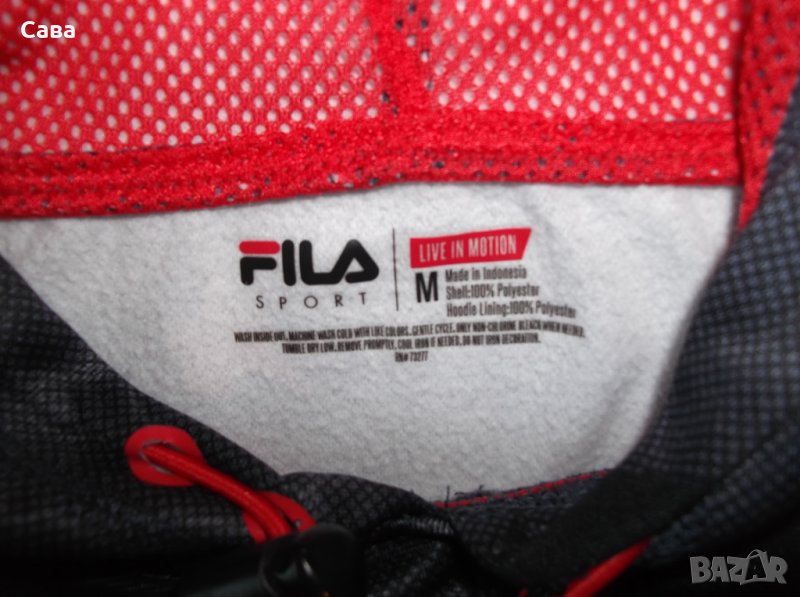 Сава
FILA
SPORT
LIVE IN MOTION
M
Made in Indonesia
Shell:100% Polyester
Hoodie Lining:100% Polyester
WASH INSIDE OUT. MACHINE WASH COLD WITH LIKE COLORS. GENTLE CYCLE. ONLY NON-CHLORINE BLEACH WHEN NEEDED.
TUMBLE DRY LOW. REMOVE PROMPTLY. COOL IRON IF NEEDED. DO NOT IRON DECORATION.
RN# 73277
BAZAR